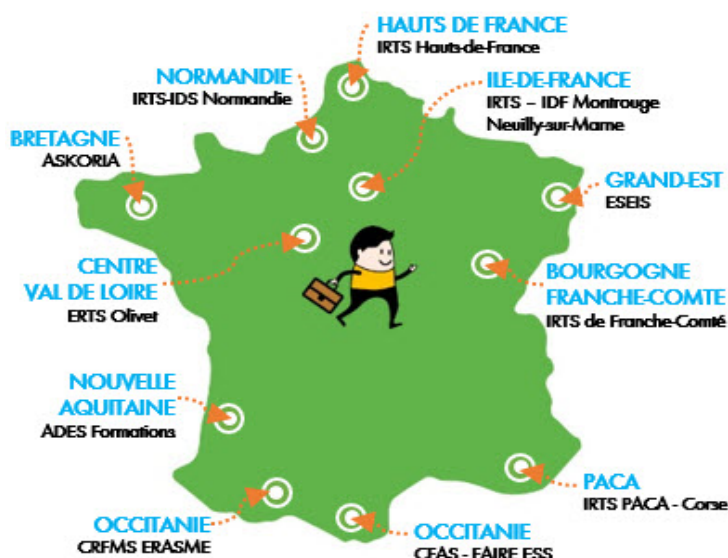 HAUTS DE FRANCE
IRTS Hauts-de-France
NORMANDIE
IRTS-IDS Normandie
ILE-DE-FRANCE
IRTS – IDF Montrouge
Neuilly-sur-Marne
BRETAGNE
ASKORIA
GRAND-EST
ESEIS
CENTRE
VAL DE LOIRE
ERTS Olivet
BOURGOGNE
FRANCHE-COMTE
IRTS de Franche-Comté
NOUVELLE
AQUITAINE
ADES Formations
PACA
IRTS PACA - Corse
OCCITANIE
CRFMS ERASME
OCCITANIE
CFAS - FAIRE ESS